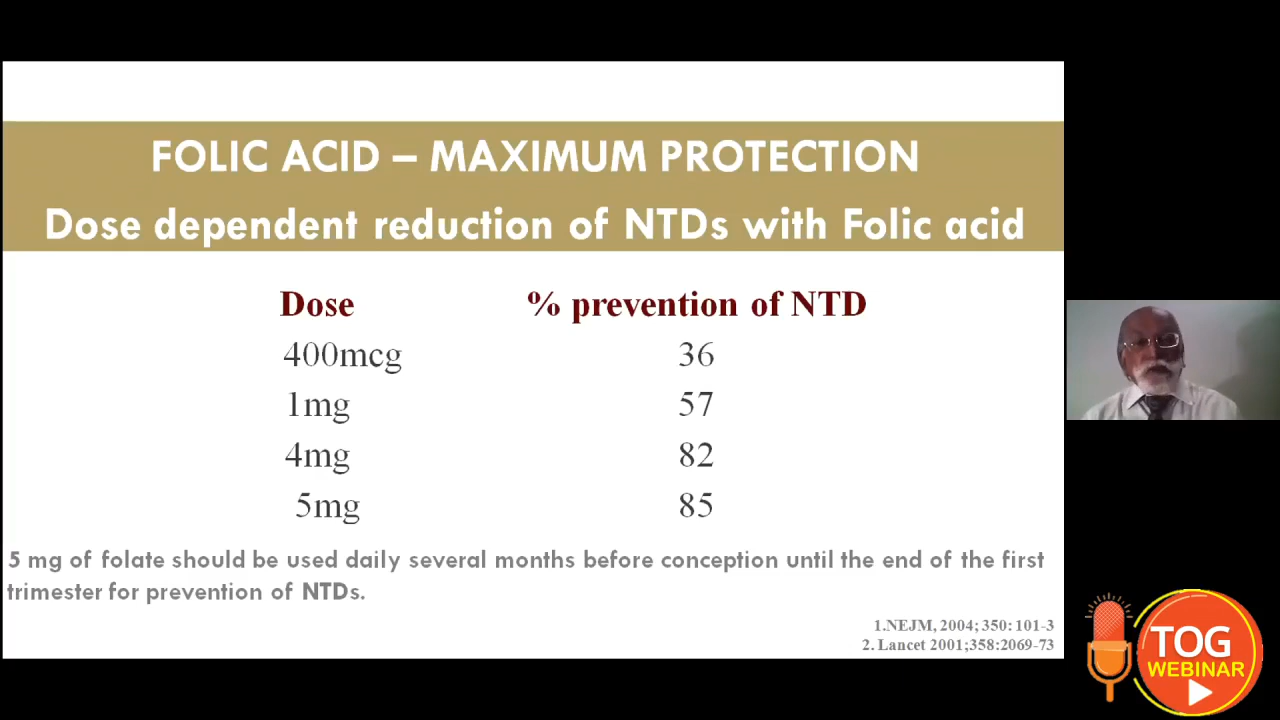 FOLIC ACID – MAXIMUM PROTECTION
Dose dependent reduction of NTDs with Folic acid
Dose % prevention of NTD
400mcg 36
1mg 57
4mg 82
5mg 85
5 mg of folate should be used daily several months before conception until the end of the first
trimester for prevention of NTDs.
1.NEJM, 2004; 350: 101-3
2. Lancet 2001;358:2069-73
TOG
WEBINAR